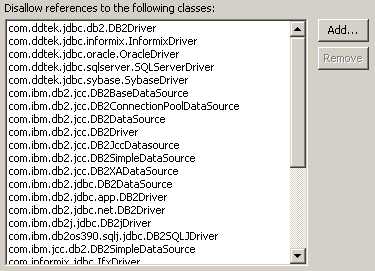 Disallow references to the following classes:
com.ddtek.jdbc.db2.DB2Driver
com.ddtek.jdbc.informix.InformixDriver
com.ddtek.jdbc.oracle.OracleDriver
com.ddtek.jdbc.sqlserver.SQLServerDriver
com.ddtek.jdbc.sybase.SybaseDriver
com.ibm.db2.jcc.DB2BaseDataSource
com.ibm.db2.jcc.DB2ConnectionPoolDataSource
com.ibm.db2.jcc.DB2DataSource
com.ibm.db2.jcc.DB2Driver
com.ibm.db2.jcc.DB2JccDatasource
com.ibm.db2.jcc.DB2SimpleDataSource
com.ibm.db2.jcc.DB2XADataSource
com.ibm.db2.jdbc.DB2DataSource
com.ibm.db2.jdbc.app.DB2Driver
com.ibm.db2.jdbc.net.DB2Driver
com.ibm.db2j.jdbc.DB2jDriver
com.ibm.db2os390.sqlj.jdbc.DB2SQLJDriver
com.ibm.jcc.db2.DB2SimpleDataSource
com.informix.jdbc.IfxDriver
Add...
Remove